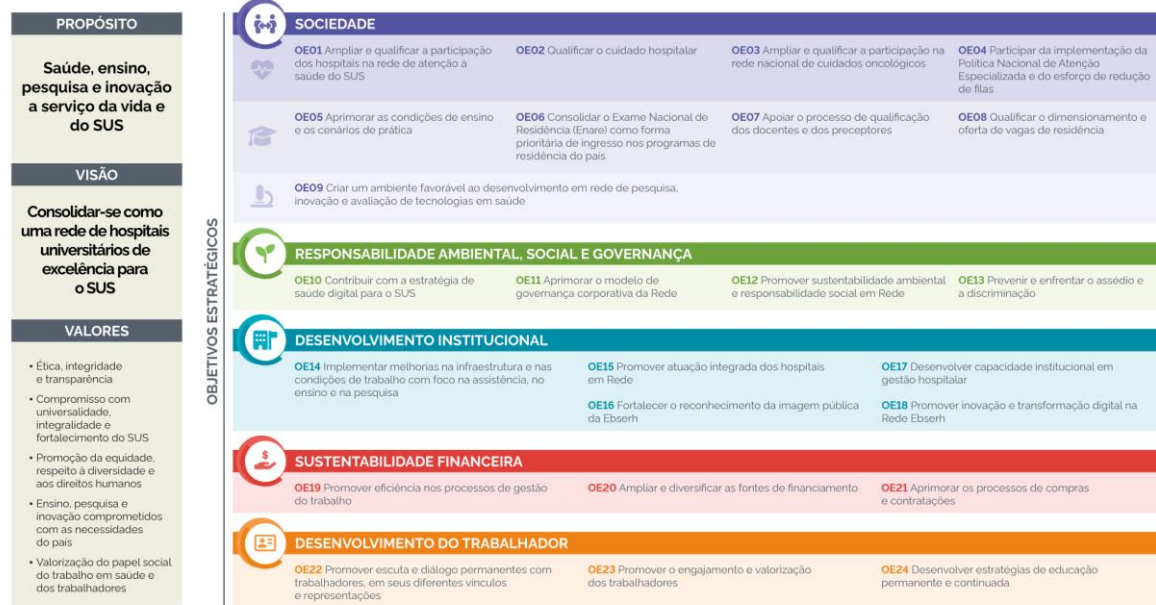 PROPÓSITO
Saúde, ensino,
pesquisa e inovação
a serviço da vida e
do SUS
VISÃO
Consolidar-se como
uma rede de hospitais
universitários de
excelência para
o SUS
VALORES
• Ética, integridade
e transparência
• Compromisso com
universalidade,
integralidade e
fortalecimento do SUS
• Promoção da equidade,
respeito à diversidade e
aos direitos humanos
• Ensino, pesquisa e
inovação comprometidos
com as necessidades
do país
• Valorização do papel social
do trabalho em saúde e
dos trabalhadores
OBJETIVOS ESTRATÉGICOS
SOCIEDADE
OE01 Ampliar e qualificar a participação
dos hospitais na rede de atenção à
saúde do SUS
OE02 Qualificar o cuidado hospitalar
OE03 Ampliar e qualificar a participação na
rede nacional de cuidados oncológicos
OE04 Participar da implementação da
Política Nacional de Atenção
Especializada e do esforço de redução
de filas
OE05 Aprimorar as condições de ensino
e os cenários de prática
OE06 Consolidar o Exame Nacional de
Residência (Enare) como forma
prioritária de ingresso nos programas de
residência do país
OE07 Apoiar o processo de qualificação
dos docentes e dos preceptores
OE08 Qualificar o dimensionamento e
oferta de vagas de residência
OE09 Criar um ambiente favorável ao desenvolvimento em rede de pesquisa,
inovação e avaliação de tecnologias em saúde
RESPONSABILIDADE AMBIENTAL, SOCIAL E GOVERNANÇA
OE10 Contribuir com a estratégia de
saúde digital para o SUS
OE11 Aprimorar o modelo de
governança corporativa da Rede
OE12 Promover sustentabilidade ambiental
e responsabilidade social em Rede
OE13 Prevenir e enfrentar o assédio e
a discriminação
DESENVOLVIMENTO INSTITUCIONAL
OE14 Implementar melhorias na infraestrutura e nas
condições de trabalho com foco na assistência, no
ensino e na pesquisa
OE15 Promover atuação integrada dos hospitais
em Rede
OE16 Fortalecer o reconhecimento da imagem pública
da Ebserh
OE17 Desenvolver capacidade institucional em
gestão hospitalar
OE18 Promover inovação e transformação digital na
Rede Ebserh
SUSTENTABILIDADE FINANCEIRA
OE19 Promover eficiência nos processos de gestão
do trabalho
OE20 Ampliar e diversificar as fontes de financiamento
OE21 Aprimorar os processos de compras
e contratações
DESENVOLVIMENTO DO TRABALHADOR
OE22 Promover escuta e diálogo permanentes com
trabalhadores, em seus diferentes vínculos
e representações
OE23 Promover o engajamento e valorização
dos trabalhadores
OE24 Desenvolver estratégias de educação
permanente e continuada